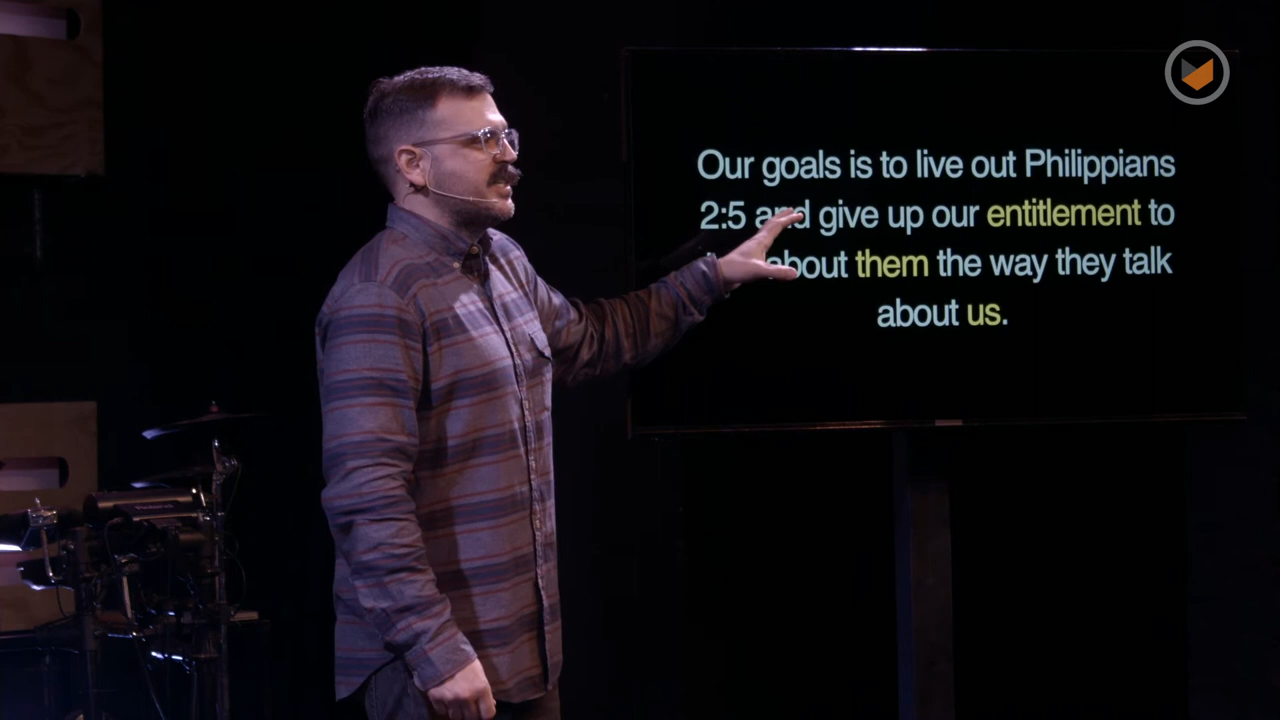 Our goals is to live out Philippians
2:5 and give up our entitlement to
about them the way they talk
about us.
Roland